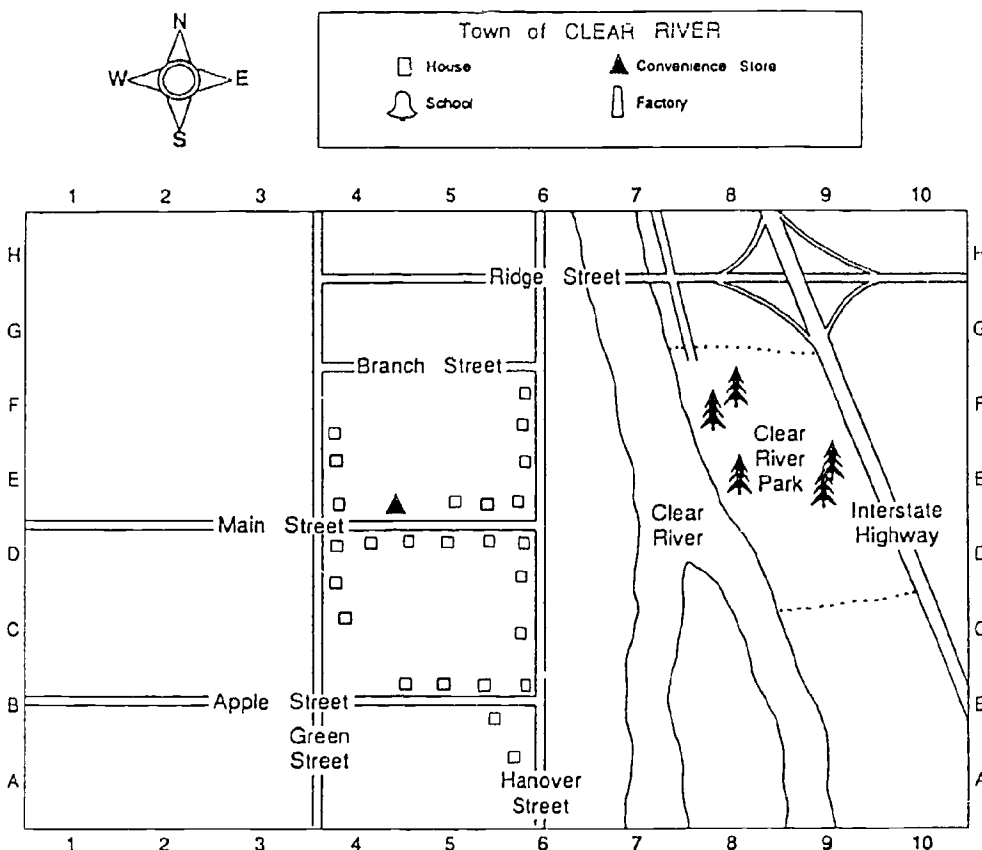 N
W E
S
Town of CLEAR RIVER
House Convenience Store
School Factory
1 2 3 4 5 6 7 8 9 10
H H
Ridge Street
G G
Branch Street
F F
Clear
River
Park
E E
Main Street
Clear
River
Interstate
Highway
D D
C C
Apple Street
B B
Green
Street
A A
Hanover
Street
1 2 3 4 5 6 7 8 9 10